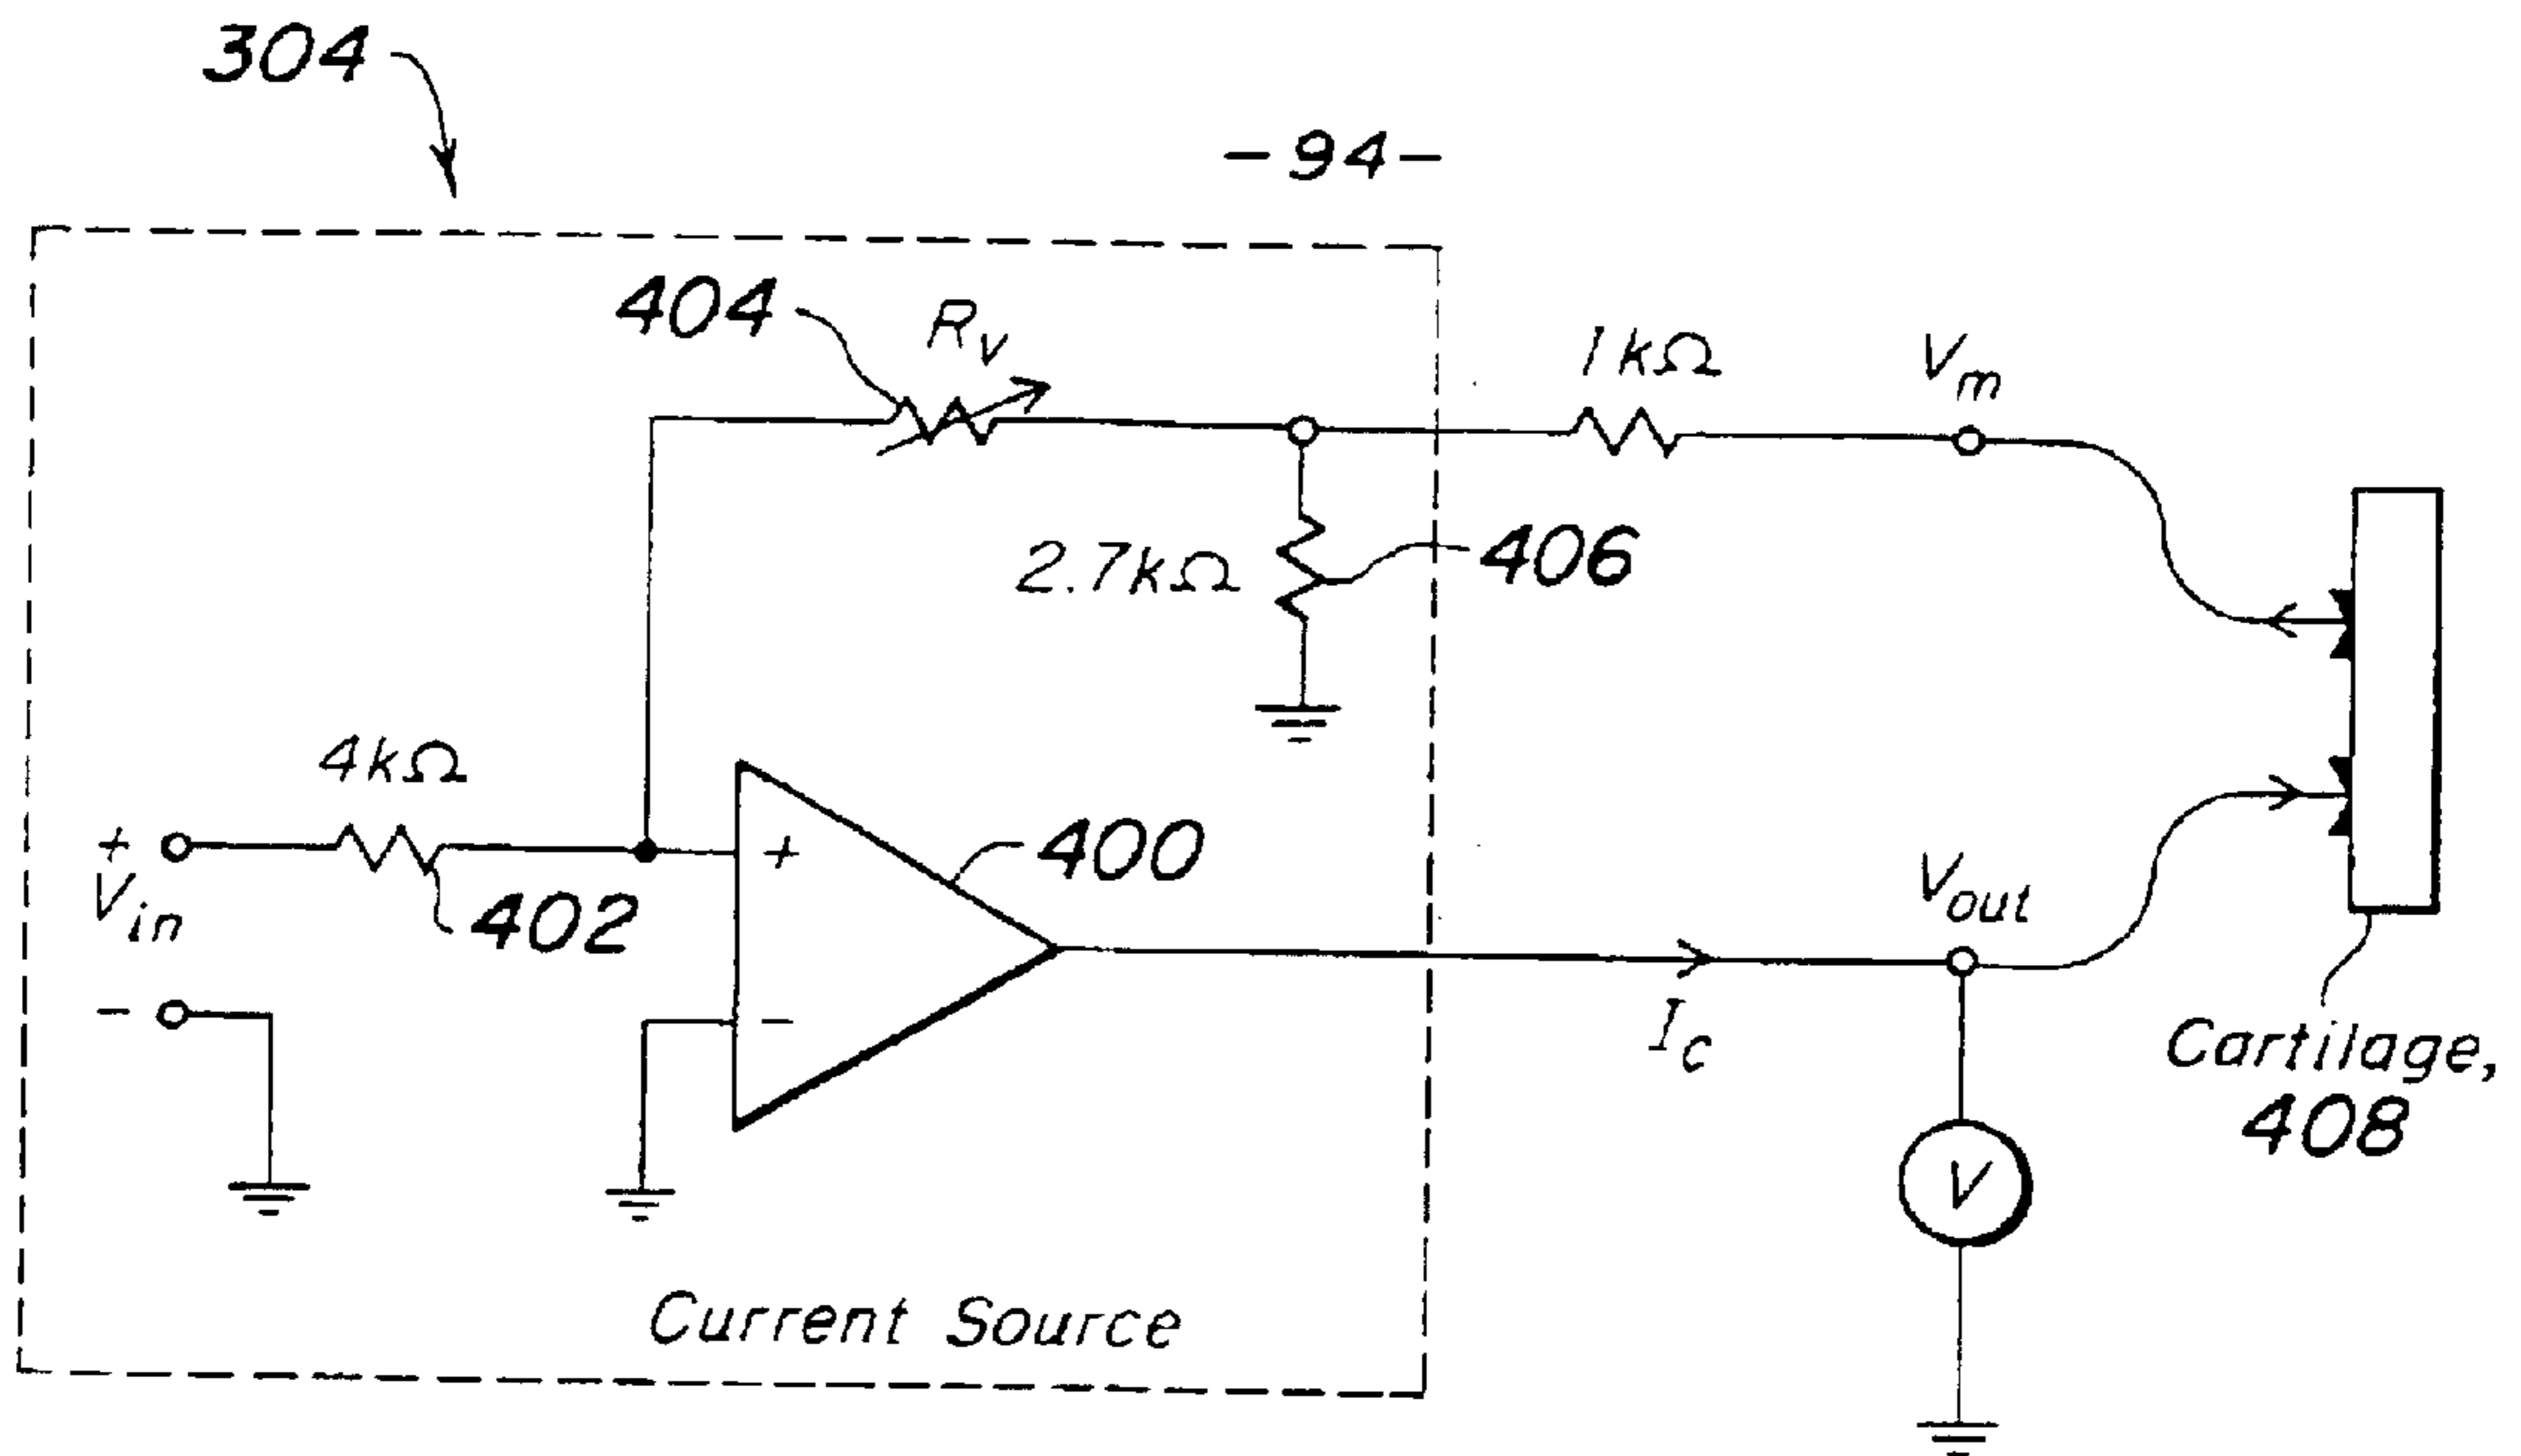 304
-94-
404
Rv
1kΩ
Vm
2.7kΩ
406
4kΩ
+
Vin
-
402
+
-
400
Vout
Ic
V
Cartilage,
408
Current Source